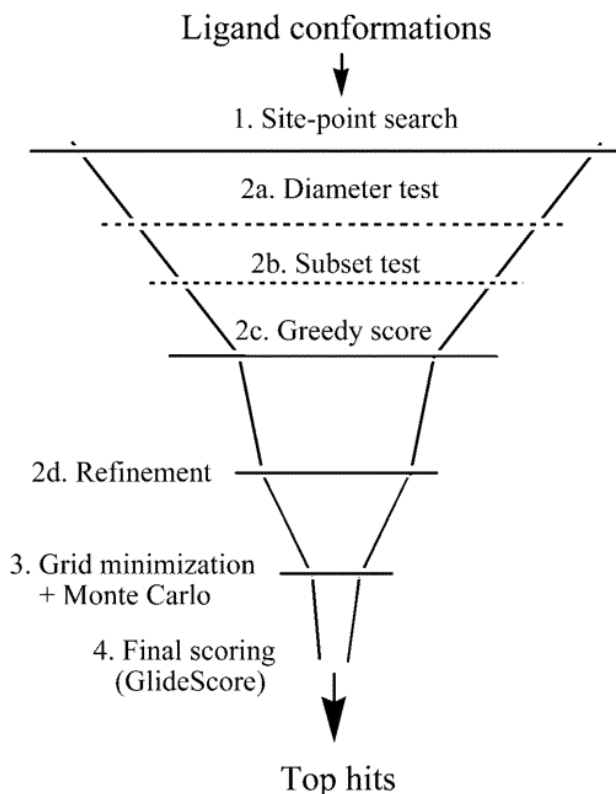 Ligand conformations
1. Site-point search
2a. Diameter test
2b. Subset test
2c. Greedy score
2d. Refinement
3. Grid minimization
+ Monte Carlo
4. Final scoring
(GlideScore)
Top hits